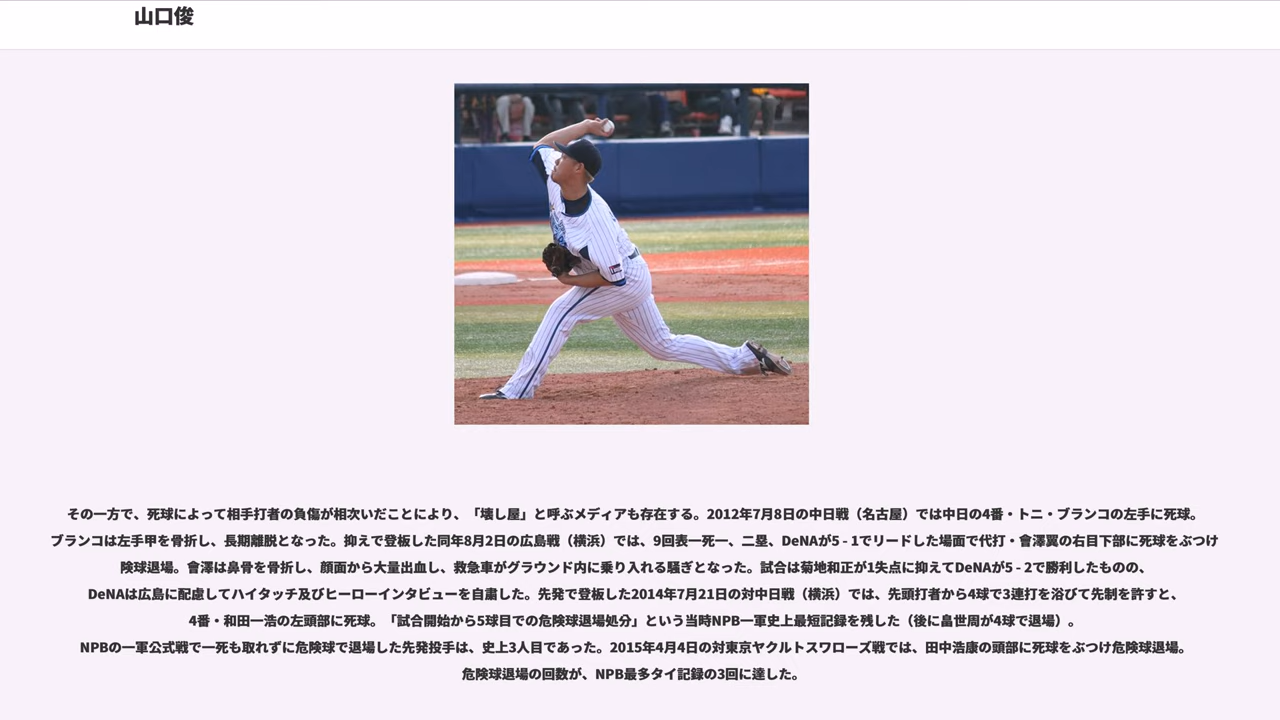 山口俊
その一方で、死球によって相手打者の負傷が相次いだことにより、「壊し屋」と呼ぶメディアも存在する。2012年7月8日の中日戦（名古屋）では中日の4番・トニ・ブランコの左手に死球。
ブランコは左手甲を骨折し、長期離脱となった。抑えで登板した同年8月2日の広島戦（横浜）では、9回表一死一、二塁、DeNAが5 - 1でリードした場面で代打・會澤翼の右目下部に死球をぶつけ
険球退場。會澤は鼻骨を骨折し、顔面から大量出血し、救急車がグラウンド内に乗り入れる騒ぎとなった。試合は菊地和正が1失点に抑えてDeNAが5 - 2で勝利したものの、
DeNAは広島に配慮してハイタッチ及びヒーローインタビューを自粛した。先発で登板した2014年7月21日の対中日戦（横浜）では、先頭打者から4球で3連打を浴びて先制を許すと、
4番・和田一浩の左頭部に死球。「試合開始から5球目での危険球退場処分」という当時NPB一軍史上最短記録を残した（後に畠世周が4球で退場）。
NPBの一軍公式戦で一死も取れずに危険球で退場した先発投手は、史上3人目であった。2015年4月4日の対東京ヤクルトスワローズ戦では、田中浩康の頭部に死球をぶつけ危険球退場。
危険球退場の回数が、NPB最多タイ記録の3回に達した。